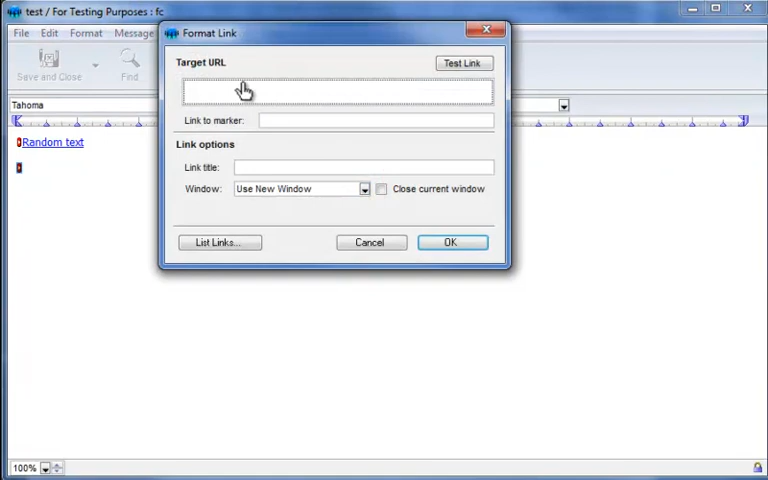 test / For Testing Purposes : fc
File Edit Format Message
Format Link
Save and Close Find
Target URL
Test Link
Tahoma
Link to marker:
Random text
Link options
Link title:
Window: Use New Window Close current window
List Links... Cancel OK
100%